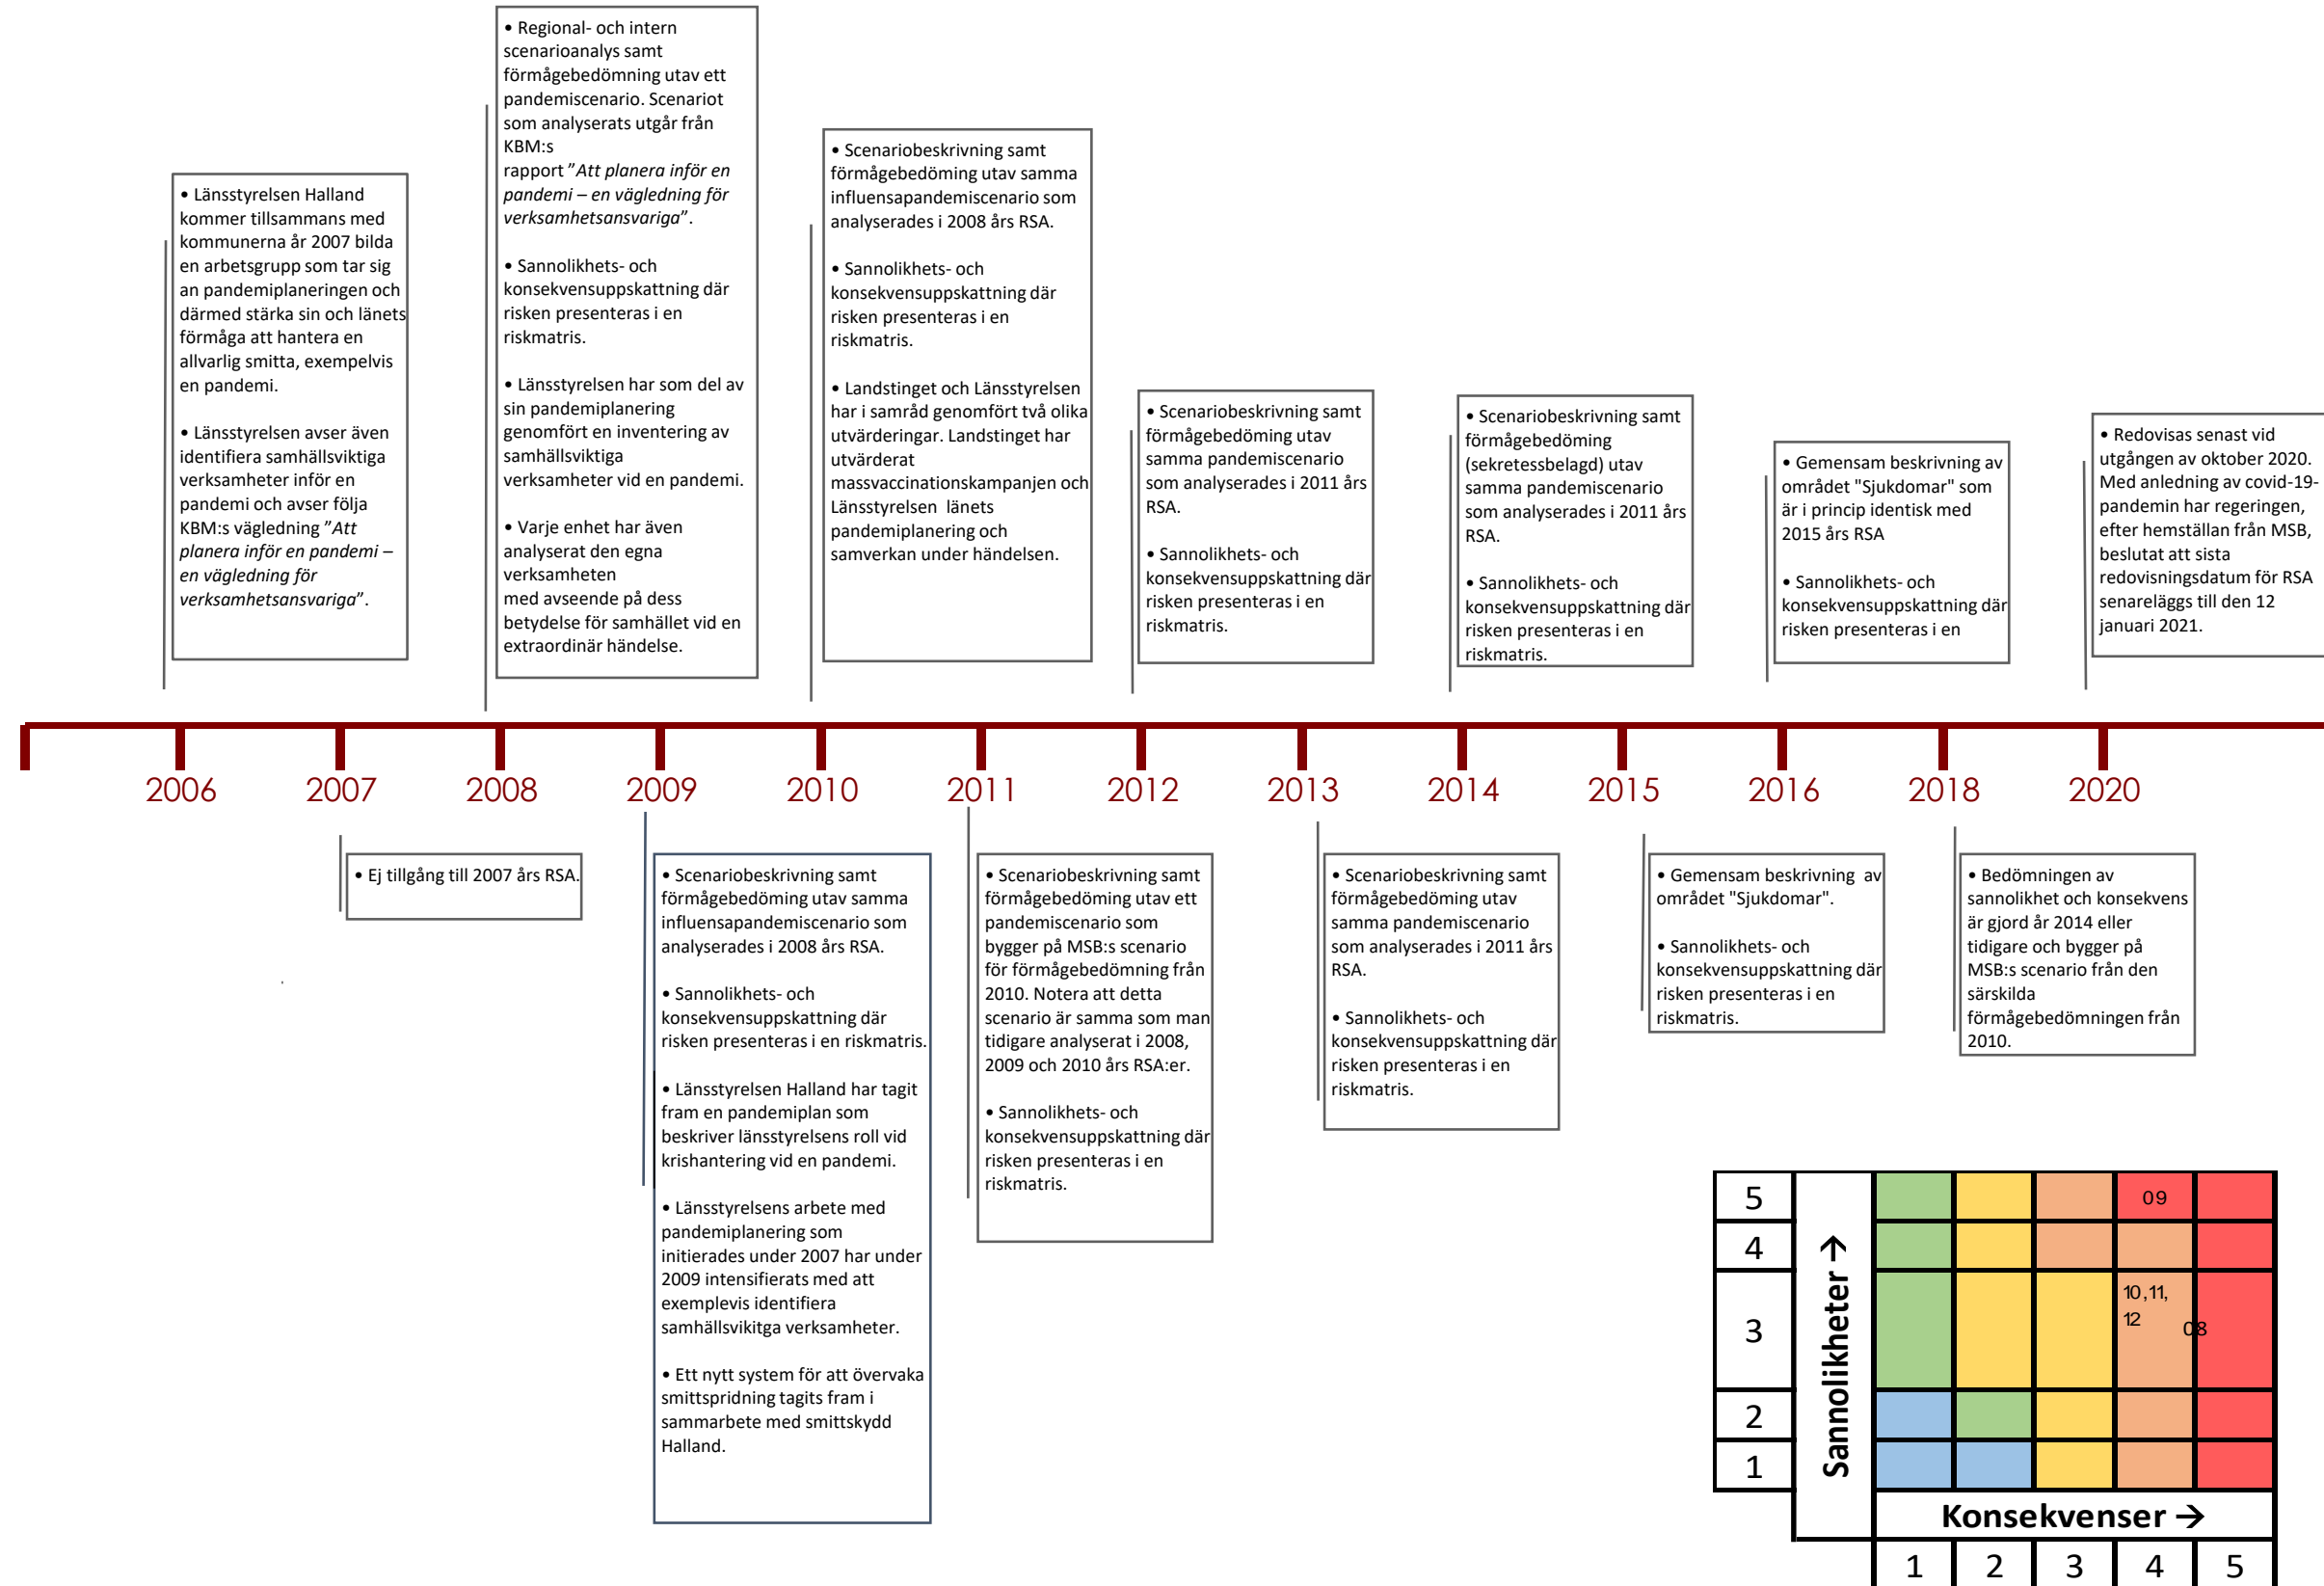 • Regional- och intern
scenarioanalys samt
förmågebedömning utav ett
pandemiscenario. Scenariot
som analyserats utgår från
KBM:s
rapport ”Att planera inför en
pandemi – en vägledning för
verksamhetsansvariga”.
• Sannolikhets- och
konsekvensuppskattning där
risken presenteras i en
riskmatris.
• Länsstyrelsen har som del av
sin pandemiplanering
genomfört en inventering av
samhällsviktiga
verksamheter vid en pandemi.
• Varje enhet har även
analyserat den egna
verksamheten
med avseende på dess
betydelse för samhället vid en
extraordinär händelse.
• Länsstyrelsen Halland
kommer tillsammans med
kommunerna år 2007 bilda
en arbetsgrupp som tar sig
an pandemiplaneringen och
därmed stärka sin och länets
förmåga att hantera en
allvarlig smitta, exempelvis
en pandemi.
• Länsstyrelsen avser även
identifiera samhällsviktiga
verksamheter inför en
pandemi och avser följa
KBM:s vägledning ”Att
planera inför en pandemi –
en vägledning för
verksamhetsansvariga”.
• Scenariobeskrivning samt
förmågebedöming utav samma
influensapandemiscenario som
analyserades i 2008 års RSA.
• Sannolikhets- och
konsekvensuppskattning där
risken presenteras i en
riskmatris.
• Landstinget och Länsstyrelsen
har i samråd genomfört två olika
utvärderingar. Landstinget har
utvärderat
massvaccinationskampanjen och
Länsstyrelsen länets
pandemiplanering och
samverkan under händelsen.
• Scenariobeskrivning samt
förmågebedöming utav
samma pandemiscenario
som analyserades i 2011 års
RSA.
• Sannolikhets- och
konsekvensuppskattning där
risken presenteras i en
riskmatris.
• Scenariobeskrivning samt
förmågebedöming
(sekretessbelagd) utav
samma pandemiscenario
som analyserades i 2011 års
RSA.
• Sannolikhets- och
konsekvensuppskattning där
risken presenteras i en
riskmatris.
• Gemensam beskrivning av
området "Sjukdomar" som
är i princip identisk med
2015 års RSA
• Sannolikhets- och
konsekvensuppskattning där
risken presenteras i en
• Redovisas senast vid
utgången av oktober 2020.
Med anledning av covid-19-
pandemin har regeringen,
efter hemställan från MSB,
beslutat att sista
redovisningsdatum för RSA
senareläggs till den 12
januari 2021.
2006 2007 2008 2009 2010 2011 2012 2013 2014 2015 2016 2018 2020
• Ej tillgång till 2007 års RSA.
• Scenariobeskrivning samt
förmågebedöming utav samma
influensapandemiscenario som
analyserades i 2008 års RSA.
• Sannolikhets- och
konsekvensuppskattning där
risken presenteras i en riskmatris.
• Länsstyrelsen Halland har tagit
fram en pandemiplan som
beskriver länsstyrelsens roll vid
krishantering vid en pandemi.
• Länsstyrelsens arbete med
pandemiplanering som
initierades under 2007 har under
2009 intensifierats med att
exemplevis identifiera
samhällsvikitga verksamheter.
• Ett nytt system för att övervaka
smittspridning tagits fram i
sammarbete med smittskydd
Halland.
• Scenariobeskrivning samt
förmågebedöming utav ett
pandemiscenario som
bygger på MSB:s scenario
för förmågebedömning från
2010. Notera att detta
scenario är samma som man
tidigare analyserat i 2008,
2009 och 2010 års RSA:er.
• Sannolikhets- och
konsekvensuppskattning där
risken presenteras i en
riskmatris.
• Scenariobeskrivning samt
förmågebedöming utav
samma pandemiscenario
som analyserades i 2011 års
RSA.
• Sannolikhets- och
konsekvensuppskattning där
risken presenteras i en
riskmatris.
• Gemensam beskrivning av
området "Sjukdomar".
• Sannolikhets- och
konsekvensuppskattning där
risken presenteras i en
riskmatris.
• Bedömningen av
sannolikhet och konsekvens
är gjord år 2014 eller
tidigare och bygger på
MSB:s scenario från den
särskilda
förmågebedömningen från
2010.
Sannolikheter →
5 09
4
3 10,11,
12 08
2
1
Konsekvenser →
1 2 3 4 5